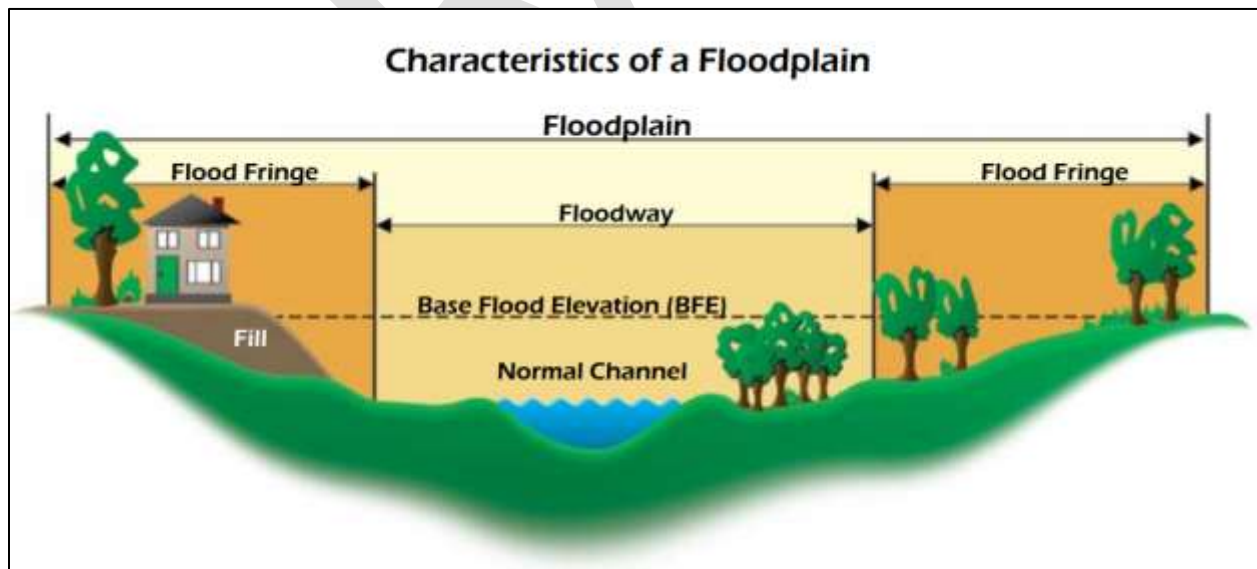 Characteristics of a Floodplain
Floodplain
Flood Fringe
Flood Fringe
Floodway
Base Flood Elevation (BFE)
Fill
Normal Channel